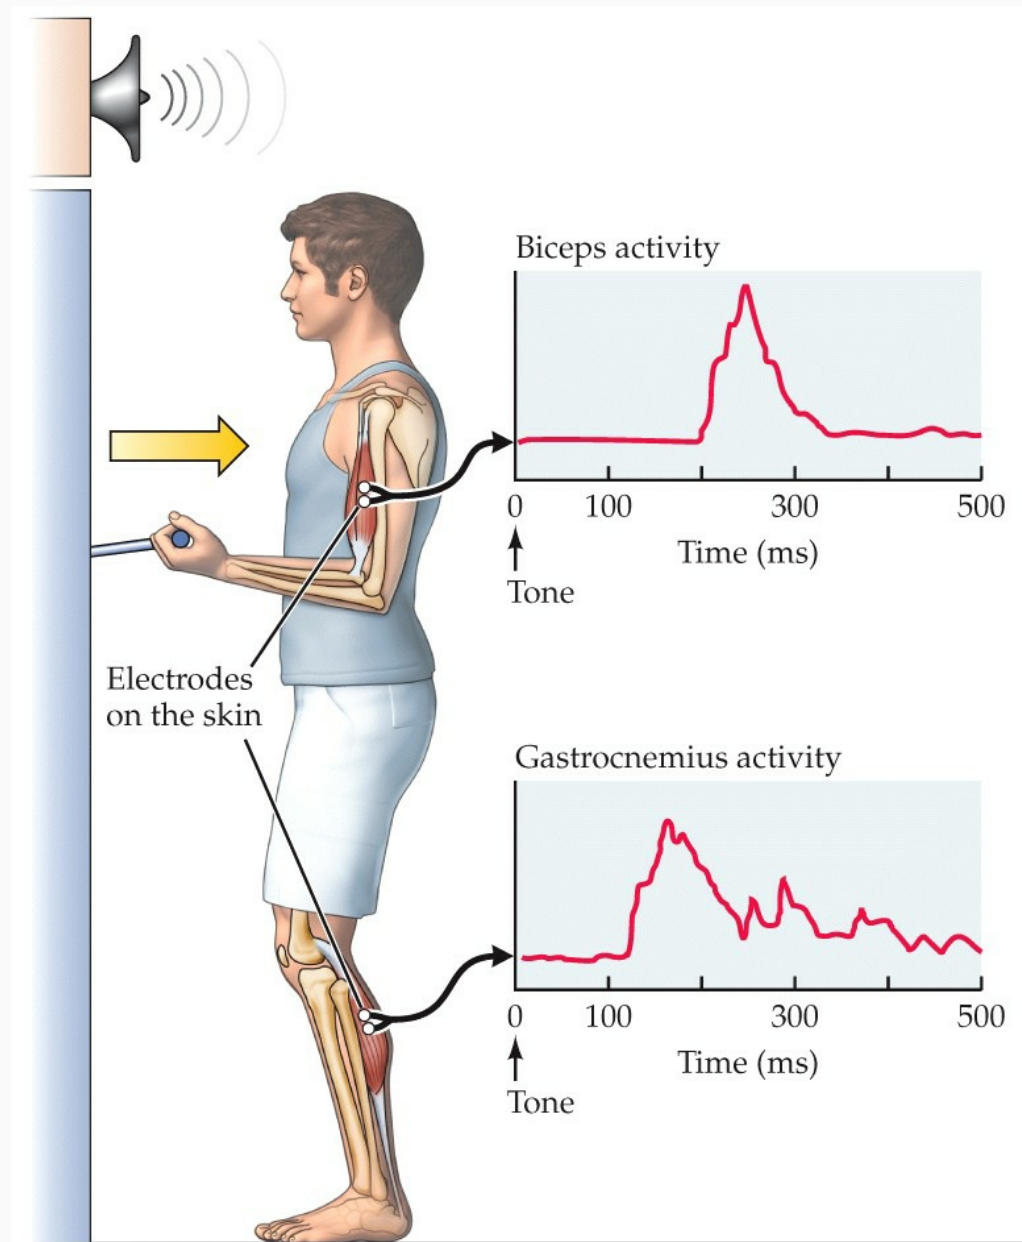 Biceps activity
0 100 300 500
Time (ms)
Tone
Electrodes
on the skin
Gastrocnemius activity
0 100 300 500
Time (ms)
Tone